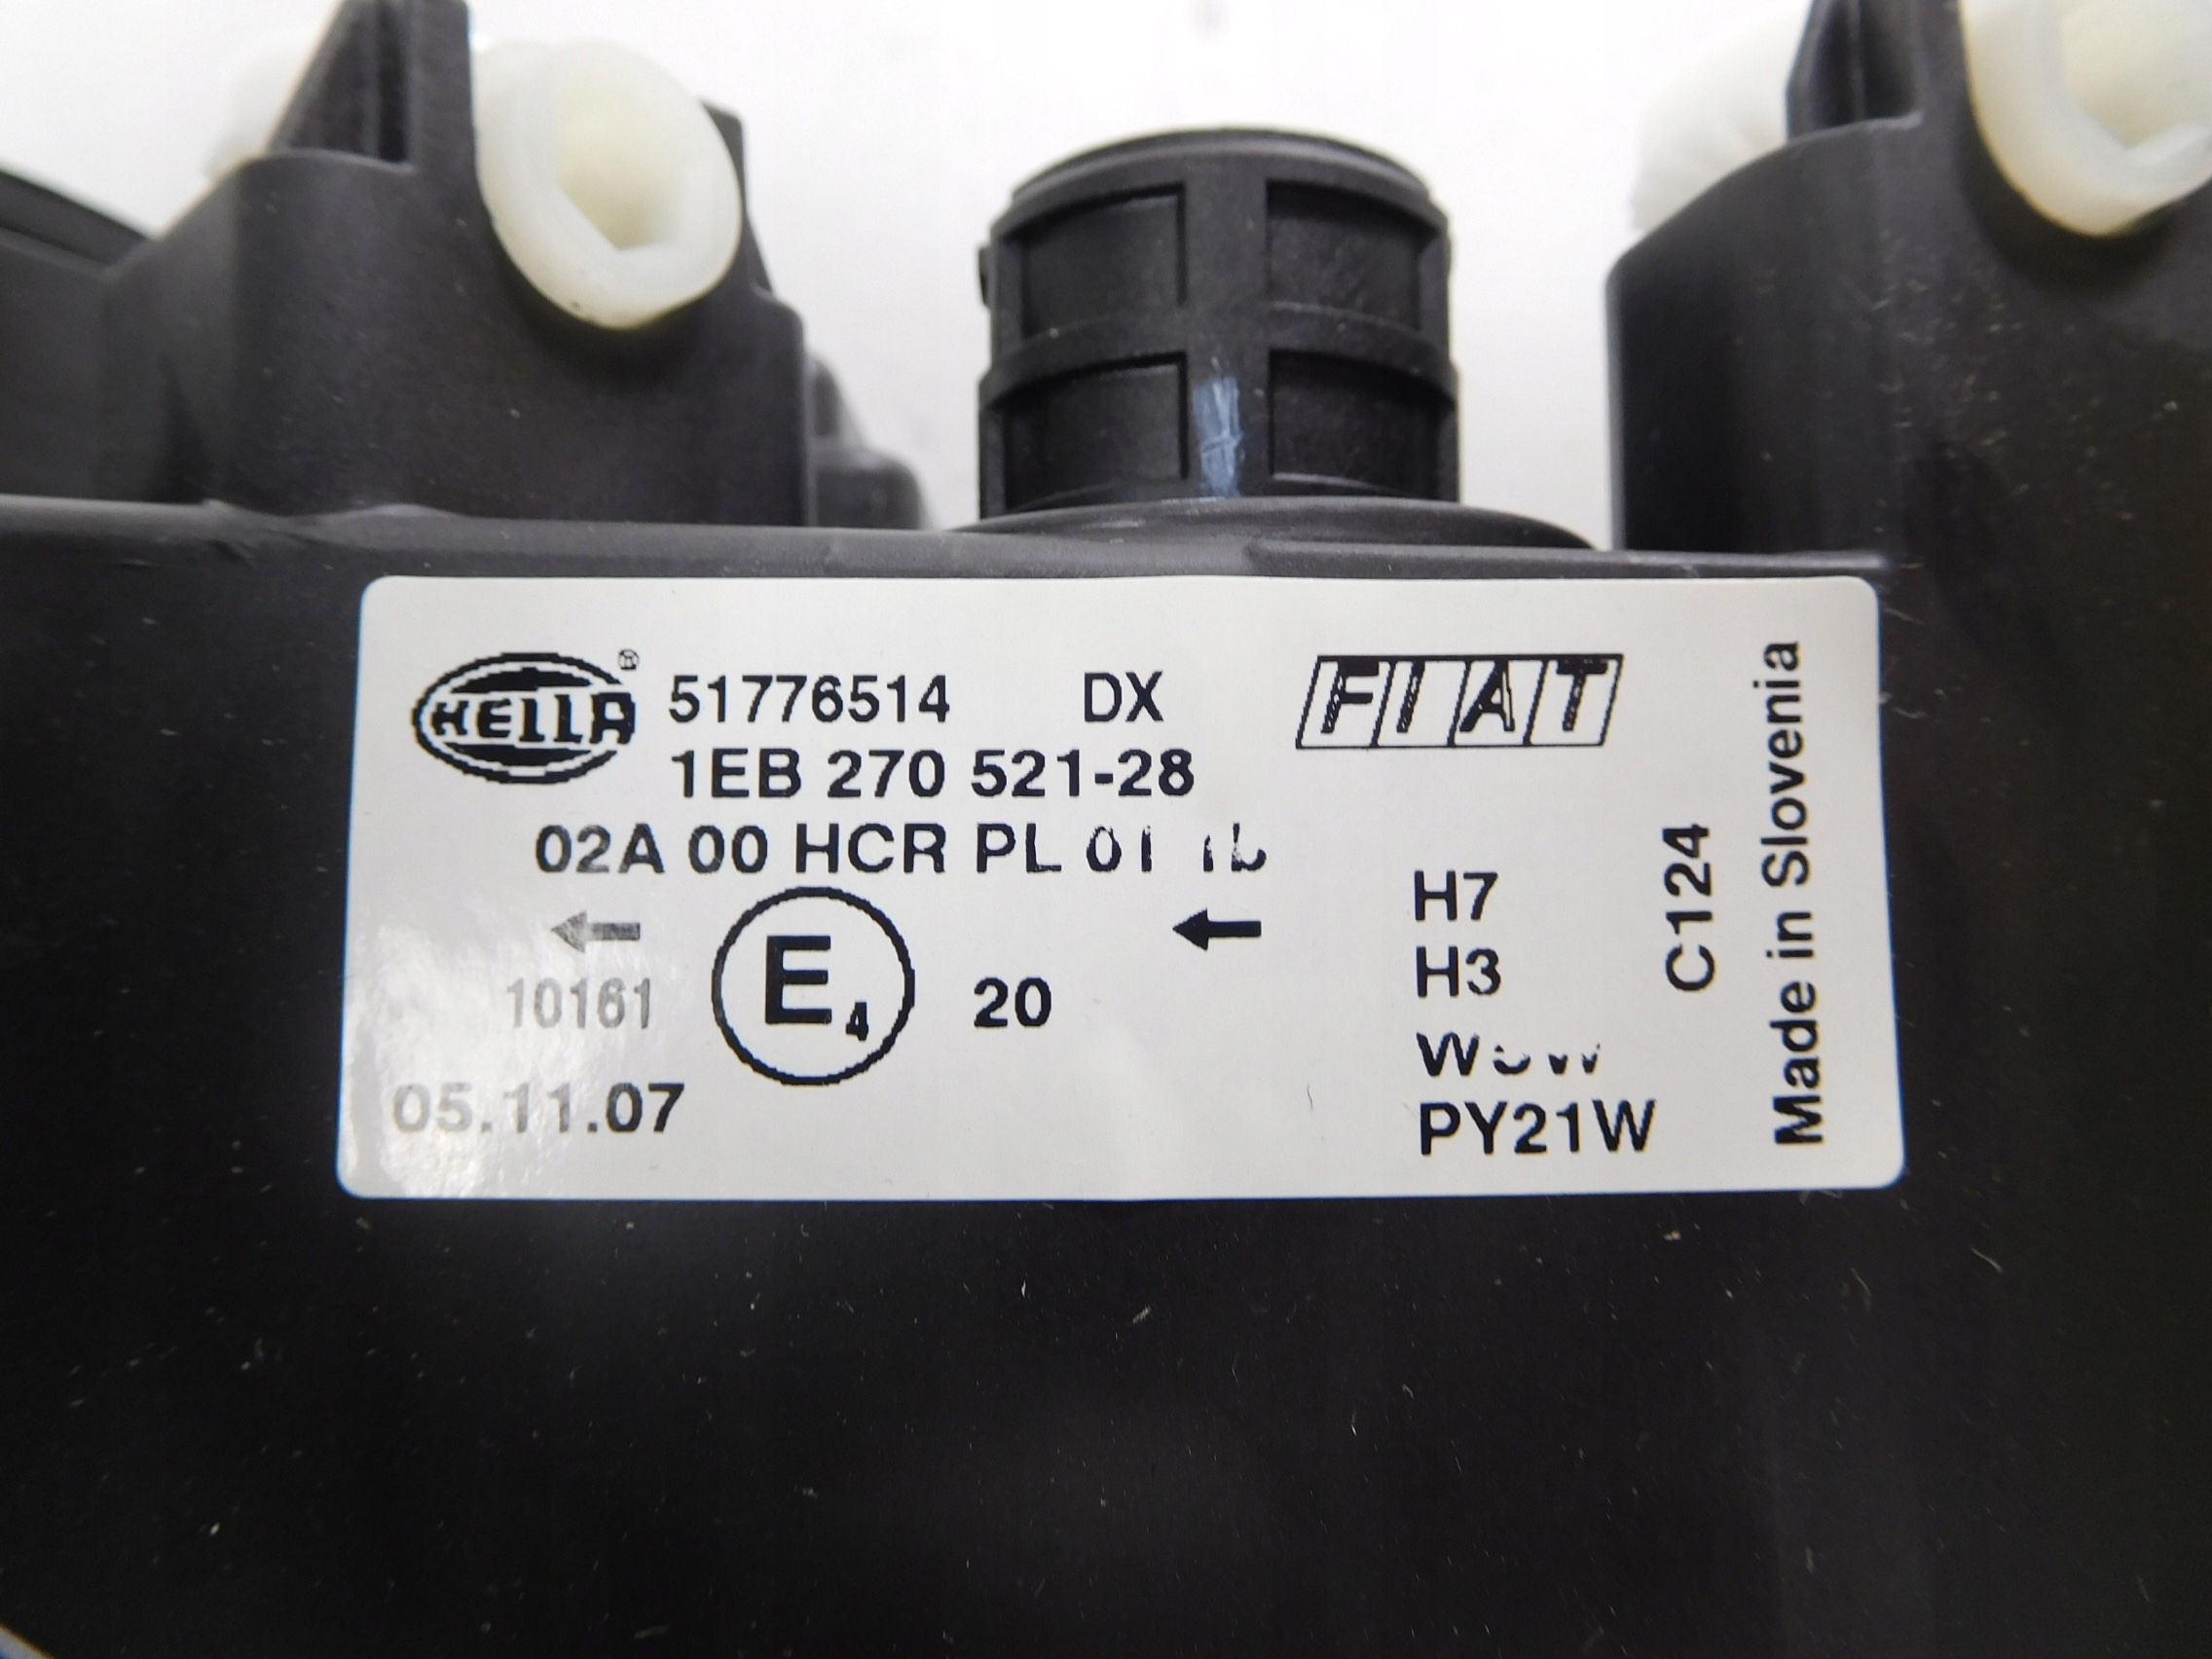 HELLA® 51776514 DX FIAT
1EB 270 521-28
02A 00 HCR PL 01
H7
H3
10161 E4 20
05.11.07
PY21W
C124
Made in Slovenia